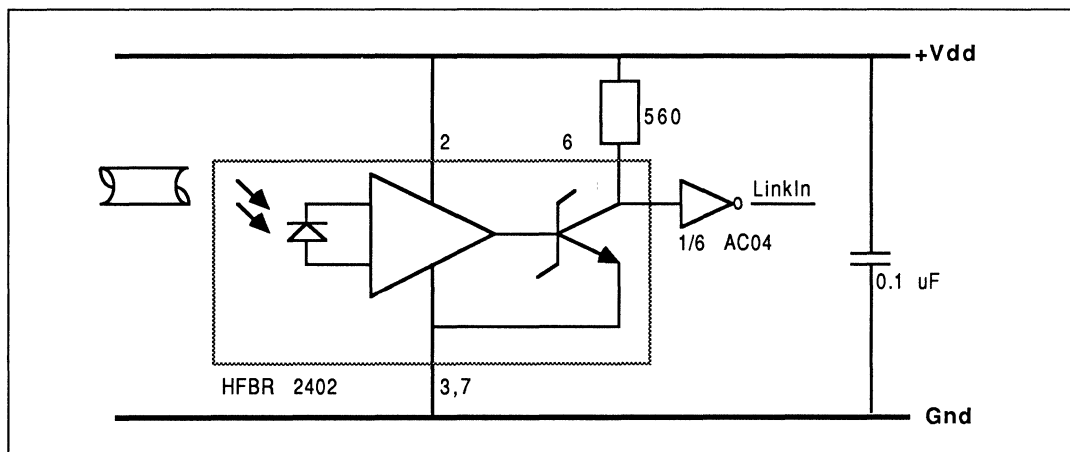 +Vdd
560
2
6
LinkIn
1/6 AC04
0.1 uF
HFBR 2402
3,7
Gnd